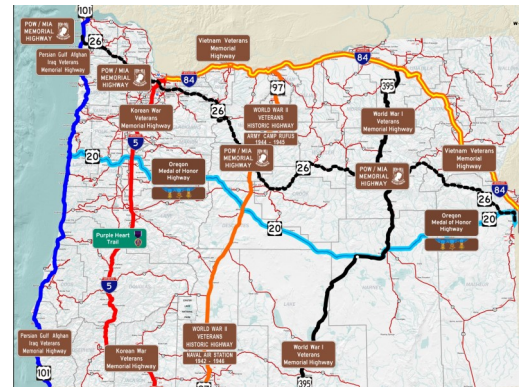 101
POW / MIA
MEMORIAL
HIGHWAY
26
Persian Gulf Afghan
Iraq Veterans
Memorial Highway
POW / MIA
MEMORIAL
HIGHWAY
84
Vietnam Veterans
Memorial
Highway
84
97
395
26
Korean War
Veterans
Memorial Highway
WORLD WAR II
VETERANS
HISTORIC HIGHWAY
ARMY CAMP RUFUS
1944 - 1945
World War I
Veterans
Memorial Highway
5
POW / MIA
MEMORIAL
HIGHWAY
Vietnam Veterans
Memorial
Highway
20
Oregon
Medal of Honor
Highway
26
POW / MIA
MEMORIAL
HIGHWAY
26
84
20
Oregon
Medal of Honor
Highway
20
Purple Heart
Trail
5
Persian Gulf Afghan
Iraq Veterans
Memorial Highway
Korean War
Veterans
Memorial Highway
WORLD WAR II
VETERANS
HISTORIC HIGHWAY
NAVAL AIR STATION
1942 - 1946
World War I
Veterans
Memorial Highway
101
97
395